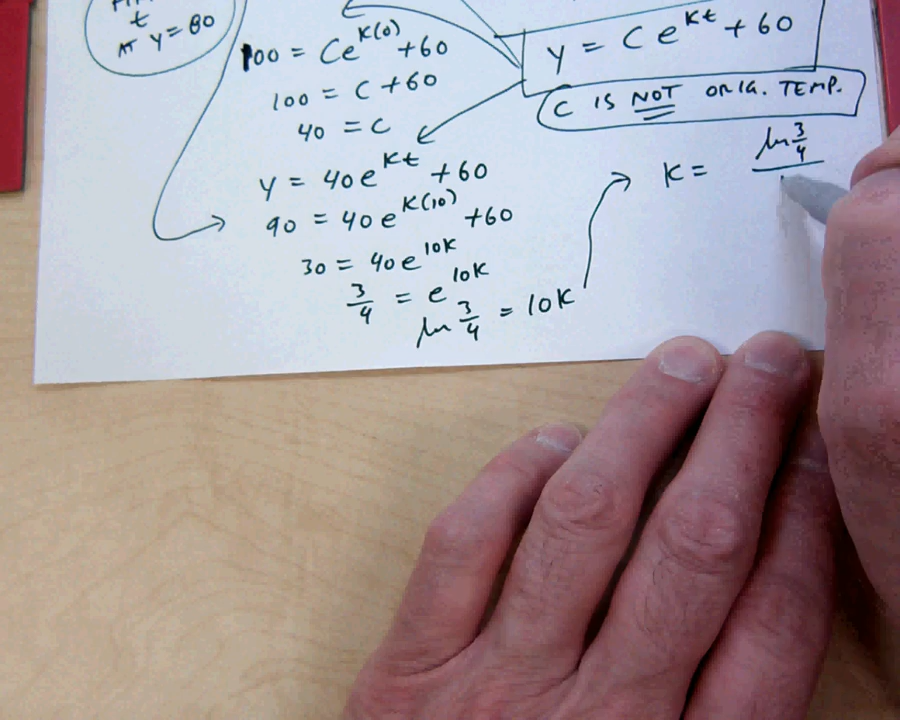 t
AT y = 80
100 = Ce^{K(0)} + 60
100 = C + 60
40 = C
y = 40e^{Kt} + 60
90 = 40e^{K(10)} + 60
30 = 40e^{10K}
3/4 = e^{10K}
ln 3/4 = 10K
y = Ce^{Kt} + 60
C IS NOT ORIG. TEMP.
K = ln 3/4